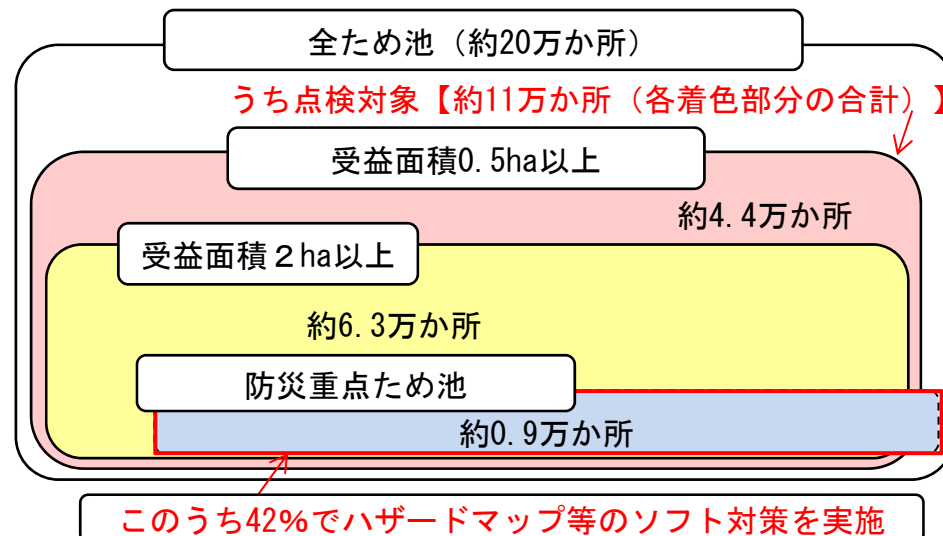 全ため池（約20万か所）
うち点検対象【約11万か所（各着色部分の合計）】
受益面積0.5ha以上
約4.4万か所
受益面積２ha以上
約6.3万か所
防災重点ため池
約0.9万か所
このうち42%でハザードマップ等のソフト対策を実施